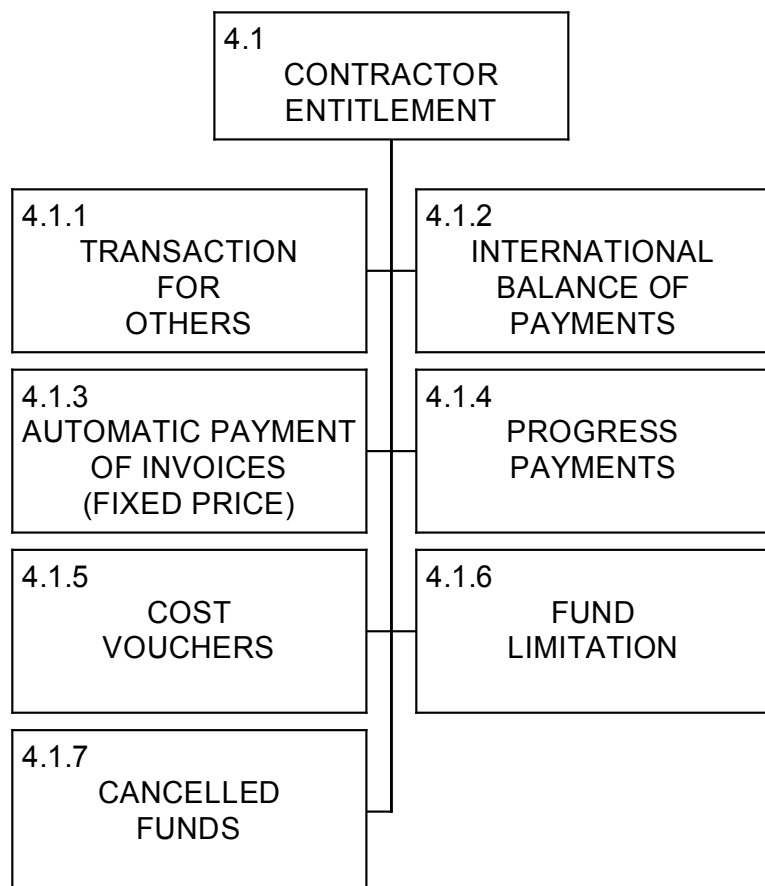 4.1
CONTRACTOR
ENTITLEMENT
4.1.1
TRANSACTION
FOR
OTHERS
4.1.2
INTERNATIONAL
BALANCE OF
PAYMENTS
4.1.3
AUTOMATIC PAYMENT
OF INVOICES
(FIXED PRICE)
4.1.4
PROGRESS
PAYMENTS
4.1.5
COST
VOUCHERS
4.1.6
FUND
LIMITATION
4.1.7
CANCELLED
FUNDS